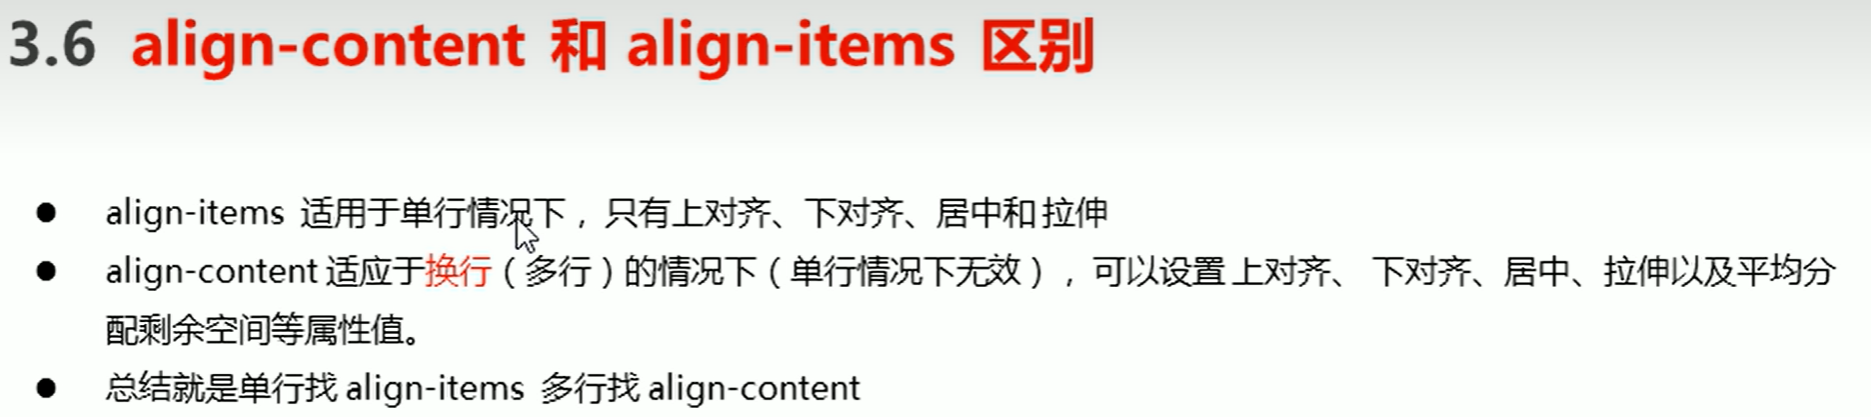 3.6 align-content 和 align-items 区别
● align-items 适用于单行情况下，只有上对齐、下对齐、居中和 拉伸
● align-content 适应于换行（多行）的情况下（单行情况下无效），可以设置 上对齐、 下对齐、居中、拉伸以及平均分
配剩余空间等属性值。
● 总结就是单行找 align-items 多行找 align-content